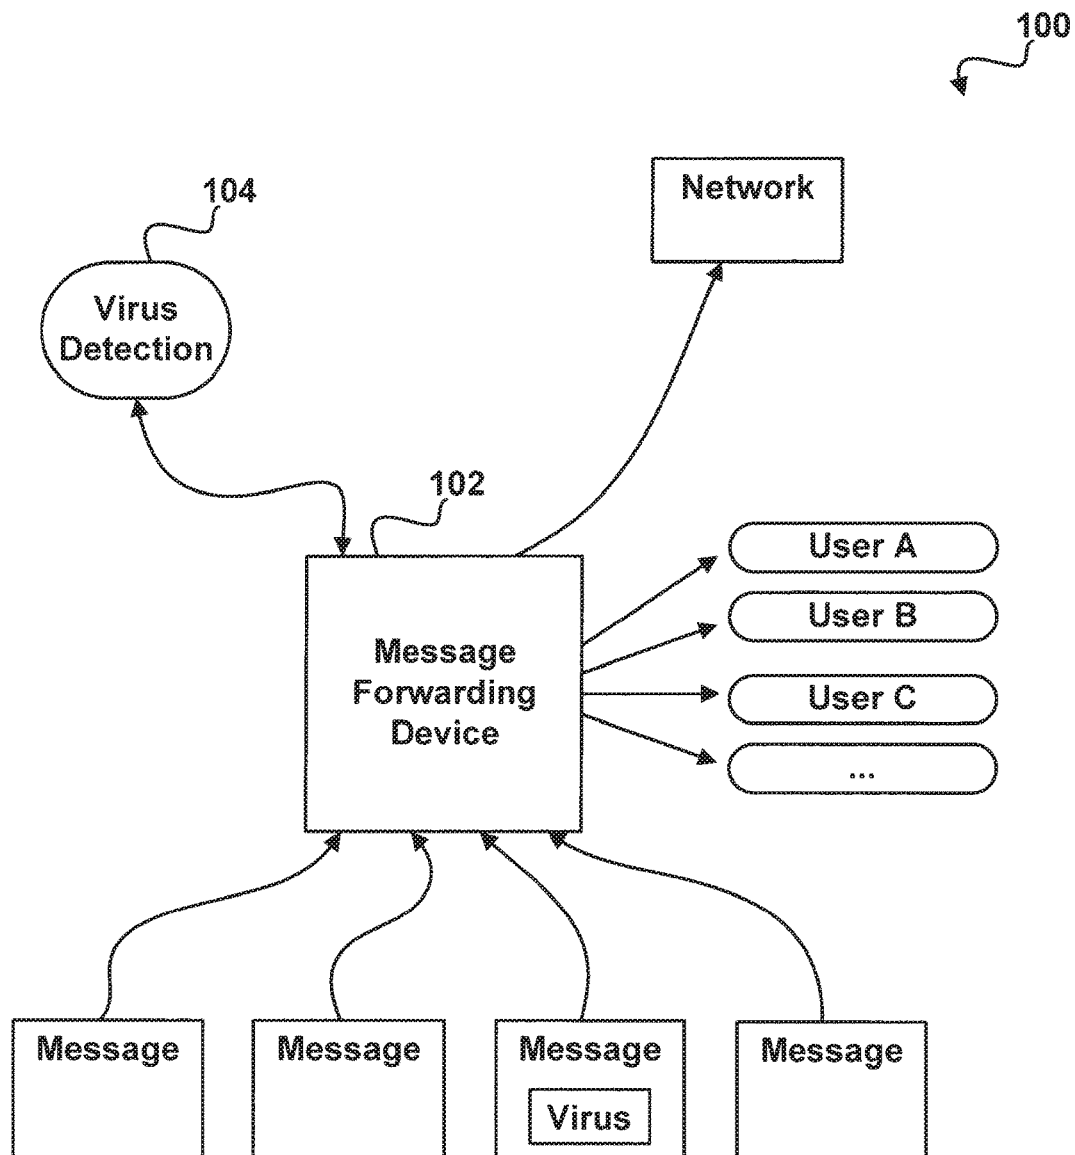 100
Network
104
Virus
Detection
102
User A
User B
User C
...
Message
Forwarding
Device
Message
Message
Message
Message
Virus